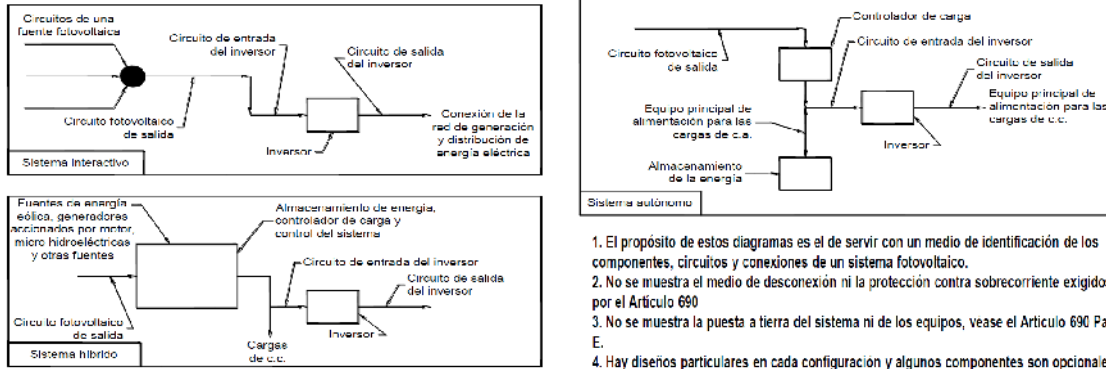 Circuitos de una
fuente fotovoltaica
Circuito de entrada
del inversor
Circuito de salida
del inversor
Circuito fotovoltaico
de salida
Inversor
Conexión de la
red de generación
y distribución de
energía eléctrica
Sistema interactivo
Fuentes de energía
eólica, generadores
accionados por motor,
micro hidroeléctricas
y otras fuentes
Almacenamiento de energía,
controlador de carga y
control del sistema
Circuito de entrada del inversor
Circuito de salida
del inversor
Circuito fotovoltaico
de salida
Inversor
Cargas
de c.c.
Sistema híbrido
Controlador de carga
Circuito fotovoltaico
de salida
Circuito de entrada del inversor
Circuito de salida
del inversor
Equipo principal de
alimentación para las
cargas de c.a.
Equipo principal de
alimentación para las
cargas de c.c.
Inversor
Almacenamiento
de la energía
Sistema autónomo
1. El propósito de estos diagramas es el de servir con un medio de identificación de los
componentes, circuitos y conexiones de un sistema fotovoltaico.
2. No se muestra el medio de desconexión ni la protección contra sobrecorriente exigido
por el Artículo 690
3. No se muestra la puesta a tierra del sistema ni de los equipos, vease el Artículo 690 Pa
E.
4. Hay diseños particulares en cada configuración y algunos componentes son opcionale